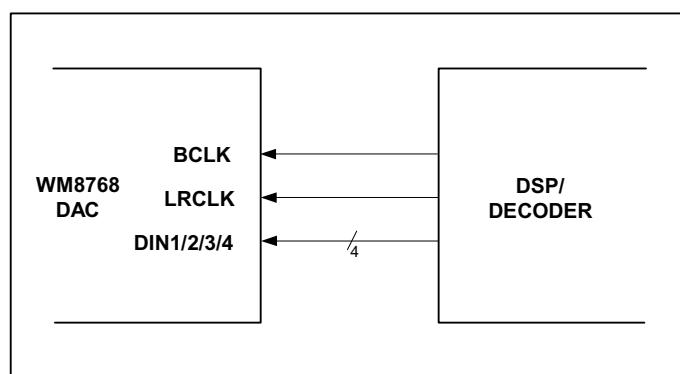 WM8768
DAC
BCLK
LRCLK
DIN1/2/3/4
4
DSP/
DECODER